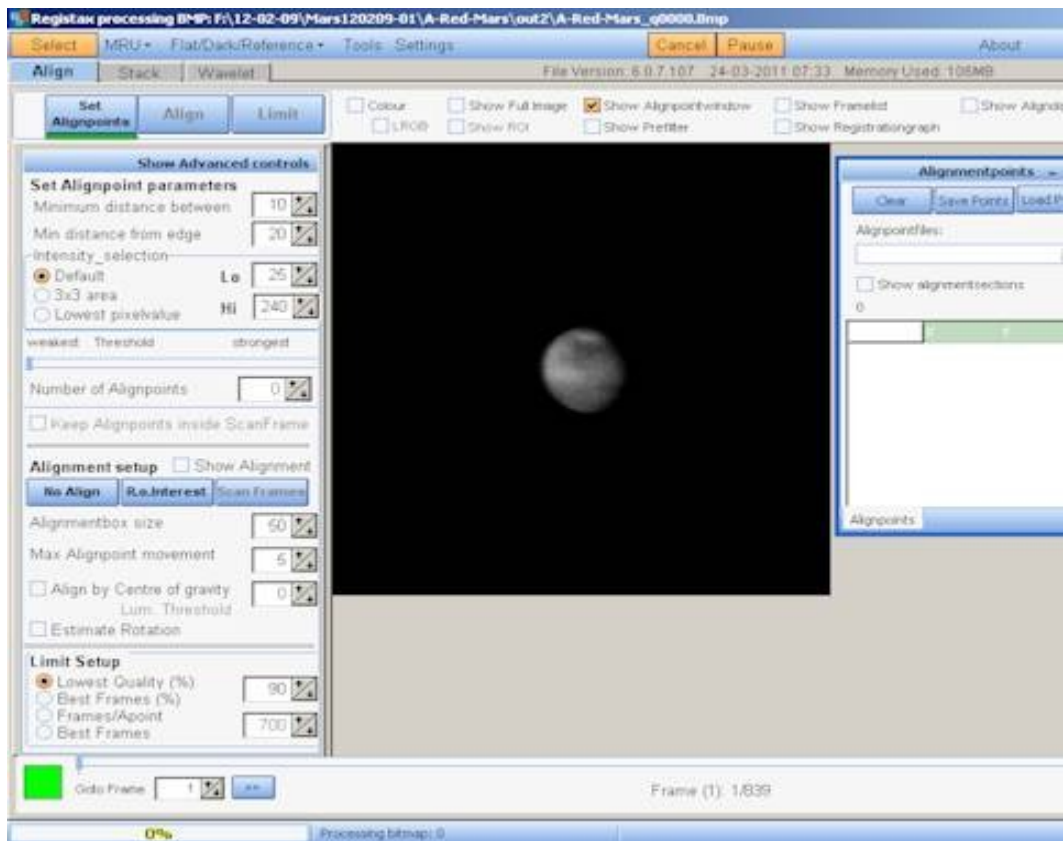 Registax processing BMP: F:\12-02-09\Mars120209-01\A-Red-Mars\out2\A-Red-Mars_q0000.Bmp
Select MRU Flat/Dark/Reference Tools Settings Cancel Pause About
Align Stack Wavelet File Version: 6.0.7.107 24-03-2011 07:33 Memory Used: 106MB
Set Alignpoints Align Limit
Colour Show Full Image Show Alignpointwindow Show Framelist Show
LRGB Show ROI Show Prefilter Show Registrationgraph
Show Advanced controls
Set Alignpoint parameters
Minimum distance between 10
Min distance from edge 20
Intensity_selection
Default Lo 25
3x3 area
Lowest pixelvalue Hi 240
weakest Threshold strongest
Number of Alignpoints 0
Keep Alignpoints inside ScanFrame
Alignment setup Show Alignment
No Align R.o.Interest Scan Frames
Alignmentbox size 50
Max Alignpoint movement 5
Align by Centre of gravity 0
Lum. Threshold
Estimate Rotation
Limit Setup
Lowest Quality (%) 90
Best Frames (%)
Frames/Apoint 700
Best Frames
Alignmentpoints
Clear Save Points Load
Alignpointfiles:
Show alignmentsections
0
Alignpoints
Goto Frame 1 >> Frame (1): 1/839
0% Processing bitmap: 0